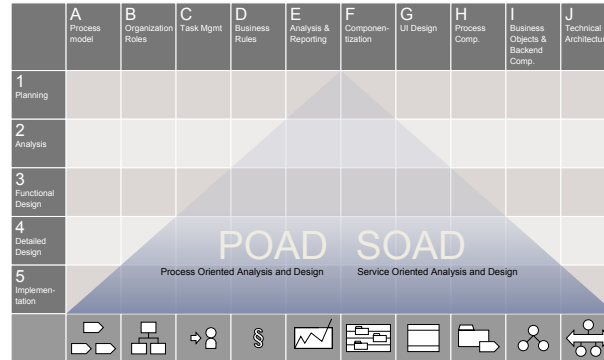 A
Process
model
B
Organization
Roles
C
Task Mgmt
D
Business
Rules
E
Analysis &
Reporting
F
Componen-
tization
G
UI Design
H
Process
Comp.
I
Business
Objects &
Backend
Comp.
J
Technical
Architectur
1
Planning
2
Analysis
3
Functional
Design
4
Detailed
Design
5
Implemen-
tation
POAD SOAD
Process Oriented Analysis and Design Service Oriented Analysis and Design
§